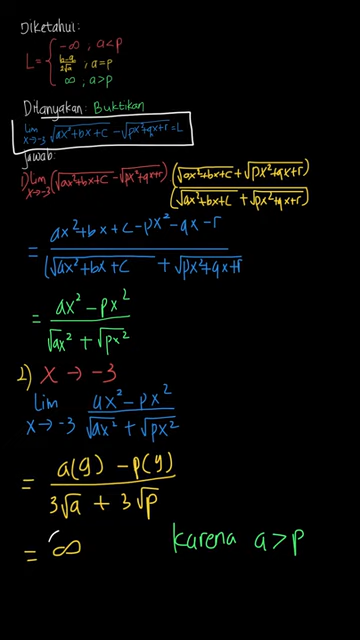 Diketahui:
L = { -∞ ; a<p
b-q/2√a ; a=p
∞ ; a>p
Ditanyakan: Buktikan
lim x→-3 √ax²+bx+c - √px²+qx+r = L
Jawab:
1) lim x→-3 (√ax²+bx+c - √px²+qx+r) (√ax²+bx+c + √px²+qx+r)/(√ax²+bx+c + √px²+qx+r)
= ax²+bx+c-px²-qx-r / (√ax²+bx+c + √px²+qx+r
= ax²-px² / √ax² + √px²
2) x → -3
Lim x→-3 ax²-px² / √ax² + √px²
= a(9) - p(9) / 3√a + 3√p
= ∞ karena a>p